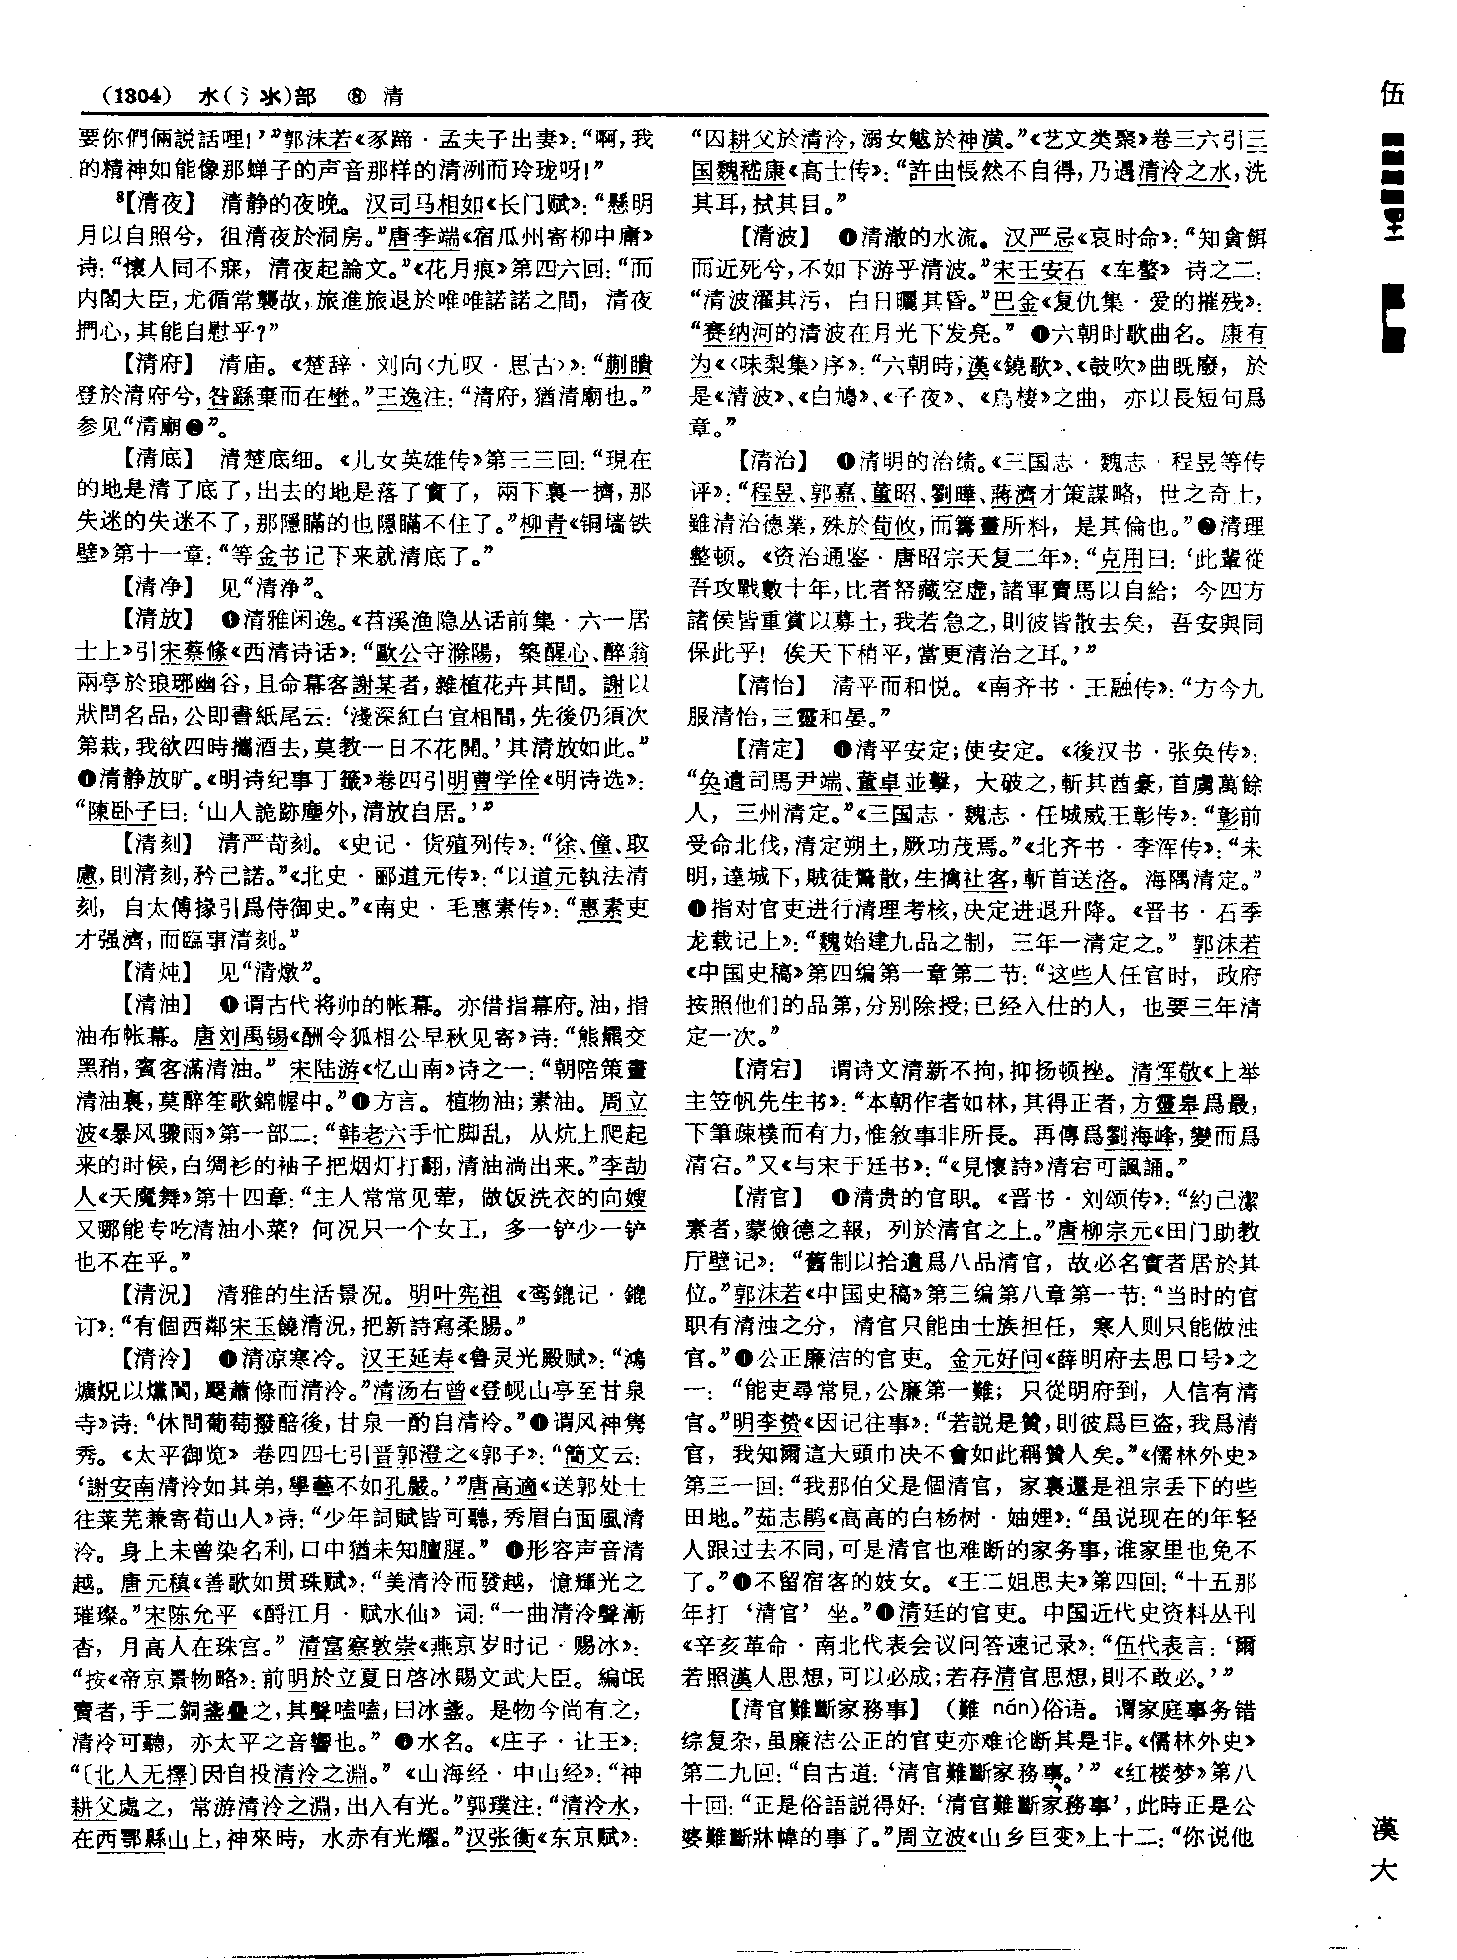 (1304) 水(氵氺)部 ⑧ 清
要你們倆説話哩!’”郭沫若《豕蹄·孟夫子出妻》:“啊,我
的精神如能像那蝉子的声音那样的清洌而玲珑呀!”
⁸【清夜】 清静的夜晚。汉司马相如《长门赋》:“懸明
月以自照兮,徂清夜於洞房。”唐李端《宿瓜州寄柳中庸》
诗:“懷人同不寐,清夜起論文。”《花月痕》第四六回:“而
内閣大臣,尤循常襲故,旅進旅退於唯唯諾諾之間,清夜
捫心,其能自慰乎?”
【清府】 清庙。《楚辞·刘向〈九叹·思古〉》:“蒯聵
登於清府兮,咎繇棄而在壄。”王逸注:“清府,猶清廟也。”
参见“清廟❷”。
【清底】 清楚底细。《儿女英雄传》第三三回:“現在
的地是清了底了,出去的地是落了實了,兩下裏一擠,那
失迷的失迷不了,那隱瞞的也隱瞞不住了。”柳青《铜墙铁
壁》第十一章:“等金书记下来就清底了。”
【清净】 见“清浄”。
【清放】 ❶清雅闲逸。《苕溪渔隐丛话前集·六一居
士上》引宋蔡絛《西清诗话》:“歐公守滁陽,築醒心、醉翁
兩亭於琅琊幽谷,且命幕客謝某者,雜植花卉其間。謝以
狀問名品,公即書紙尾云:‘淺深紅白宜相間,先後仍須次
第栽,我欲四時攜酒去,莫教一日不花開。’其清放如此。”
❷清静放旷。《明诗纪事丁籤》卷四引明曹学佺《明诗选》:
“陳卧子曰:‘山人詭跡塵外,清放自居。’”
【清刻】 清严苛刻。《史记·货殖列传》:“徐、僮、取
慮,則清刻,矜己諾。”《北史·郦道元传》:“以道元執法清
刻,自太傅掾引爲侍御史。”《南史·毛惠素传》:“惠素吏
才强濟,而臨事清刻。”
【清炖】 见“清燉”。
【清油】 ❶谓古代将帅的帐幕。亦借指幕府。油,指
油布帐幕。唐刘禹锡《酬令狐相公早秋见寄》诗:“熊羆交
黑矟,賓客滿清油。” 宋陆游《忆山南》诗之一:“朝陪策畫
清油裏,莫醉笙歌錦幄中。”❷方言。植物油;素油。周立
波《暴风骤雨》第一部二:“韩老六手忙脚乱,从炕上爬起
来的时候,白绸衫的袖子把烟灯打翻,清油淌出来。”李劼
人《天魔舞》第十四章:“主人常常见荤,做饭洗衣的向嫂
又哪能专吃清油小菜?何况只一个女工,多一铲少一铲
也不在乎。”
【清况】 清雅的生活景况。明叶宪祖《鸾鎞记·鎞
订》:“有個西鄰宋玉饒清況,把新詩寫柔腸。”
【清泠】 ❶清凉寒冷。汉王延寿《鲁灵光殿赋》:“鴻
爌炾以爣閬,飋蕭條而清泠。”清汤右曾《登岘山亭至甘泉
寺》诗:“休問葡萄撥醅後,甘泉一酌自清泠。”❷谓风神隽
秀。《太平御览》卷四四七引晋郭澄之《郭子》:“簡文云:
‘謝安南清泠如其弟,學藝不如孔嚴。’”唐高適《送郭处士
往莱芜兼寄苟山人》诗:“少年詞賦皆可聽,秀眉白面風清
泠。身上未曾染名利,口中猶未知膻腥。” ❸形容声音清
越。唐元稹《善歌如贯珠赋》:“美清泠而發越,憶輝光之
璀璨。”宋陈允平《酹江月·赋水仙》词:“一曲清泠聲漸
杳,月高人在珠宫。” 清富察敦崇《燕京岁时记·赐冰》:
“按《帝京景物略》:前明於立夏日啓冰賜文武大臣。編氓
賣者,手二銅盞疊之,其聲嗑嗑,曰冰盞。是物今尚有之,
清泠可聽,亦太平之音響也。” ❹水名。《庄子·让王》:
“〔北人无擇〕因自投清泠之淵。”《山海经·中山经》:“神
耕父處之,常游清泠之淵,出入有光。”郭璞注:“清泠水,
在西鄂縣山上,神來時,水赤有光耀。”汉张衡《东京赋》:
“囚耕父於清泠,溺女魃於神潢。”《艺文类聚》卷三六引三
国魏嵇康《高士传》:“許由悵然不自得,乃過清泠之水,洗
其耳,拭其目。”
【清波】 ❶清澈的水流。汉严忌《哀时命》:“知貪餌
而近死兮,不如下游乎清波。”宋王安石《车螯》诗之二:
“清波濯其污,白日曬其昏。”巴金《复仇集·爱的摧残》:
“赛纳河的清波在月光下发亮。” ❷六朝时歌曲名。康有
为《〈味梨集〉序》:“六朝時,漢《鐃歌》、《鼓吹》曲既廢,於
是《清波》、《白鳩》、《子夜》、《烏棲》之曲,亦以長短句爲
章。”
【清治】 ❶清明的治绩。《三国志·魏志·程昱等传
评》:“程昱、郭嘉、董昭、劉曄、蔣濟才策謀略,世之奇士,
雖清治德業,殊於荀攸,而籌畫所料,是其倫也。”❷清理
整顿。《资治通鉴·唐昭宗天复二年》:“克用曰:‘此輩從
吾攻戰數十年,比者帑藏空虚,諸軍賣馬以自給;今四方
諸侯皆重賞以募士,我若急之,則彼皆散去矣,吾安與同
保此乎!俟天下稍平,當更清治之耳。’”
【清怡】 清平而和悦。《南齐书·王融传》:“方今九
服清怡,三靈和晏。”
【清定】 ❶清平安定;使安定。《後汉书·张奂传》:
“奂遣司馬尹端、董卓並擊,大破之,斬其酋豪,首虜萬餘
人,三州清定。”《三国志·魏志·任城威王彰传》:“彰前
受命北伐,清定朔土,厥功茂焉。”《北齐书·李浑传》:“未
明,達城下,賊徒驚散,生擒社客,斬首送洛。海隅清定。”
❷指对官吏进行清理考核,决定进退升降。《晋书·石季
龙载记上》:“魏始建九品之制,三年一清定之。” 郭沫若
《中国史稿》第四编第一章第二节:“这些人任官时,政府
按照他们的品第,分别除授;已经入仕的人,也要三年清
定一次。”
【清宕】 谓诗文清新不拘,抑扬顿挫。清恽敬《上举
主笠帆先生书》:“本朝作者如林,其得正者,方靈皋爲最,
下筆疎樸而有力,惟敘事非所長。再傳爲劉海峰,變而爲
清宕。”又《与宋于廷书》:“《見懷詩》清宕可諷誦。”
【清官】 ❶清贵的官职。《晋书·刘颂传》:“約己潔
素者,蒙儉德之報,列於清官之上。”唐柳宗元《田门助教
厅壁记》:“舊制以拾遺爲八品清官,故必名實者居於其
位。”郭沫若《中国史稿》第三编第八章第一节:“当时的官
职有清浊之分,清官只能由士族担任,寒人则只能做浊
官。”❷公正廉洁的官吏。金元好问《薛明府去思口号》之
一:“能吏尋常見,公廉第一難;只從明府到,人信有清
官。”明李贽《因记往事》:“若説是贊,則彼爲巨盗,我爲清
官,我知爾這大頭巾决不會如此稱贊人矣。”《儒林外史》
第三一回:“我那伯父是個清官,家裏還是祖宗丢下的些
田地。”茹志鹃《高高的白杨树·妯娌》:“虽说现在的年轻
人跟过去不同,可是清官也难断的家务事,谁家里也免不
了。”❸不留宿客的妓女。《王二姐思夫》第四回:“十五那
年打‘清官’坐。”❹清廷的官吏。中国近代史资料丛刊
《辛亥革命·南北代表会议问答速记录》:“伍代表言:‘爾
若照漢人思想,可以必成;若存清官思想,則不敢必。’”
【清官難斷家務事】 (難 nán)俗语。谓家庭事务错
综复杂,虽廉洁公正的官吏亦难论断其是非。《儒林外史》
第二九回:“自古道:‘清官難斷家務事。’” 《红楼梦》第八
十回:“正是俗語説得好:‘清官難斷家務事’,此時正是公
婆難斷牀幃的事了。”周立波《山乡巨变》上十二:“你说他
伍
漢
大